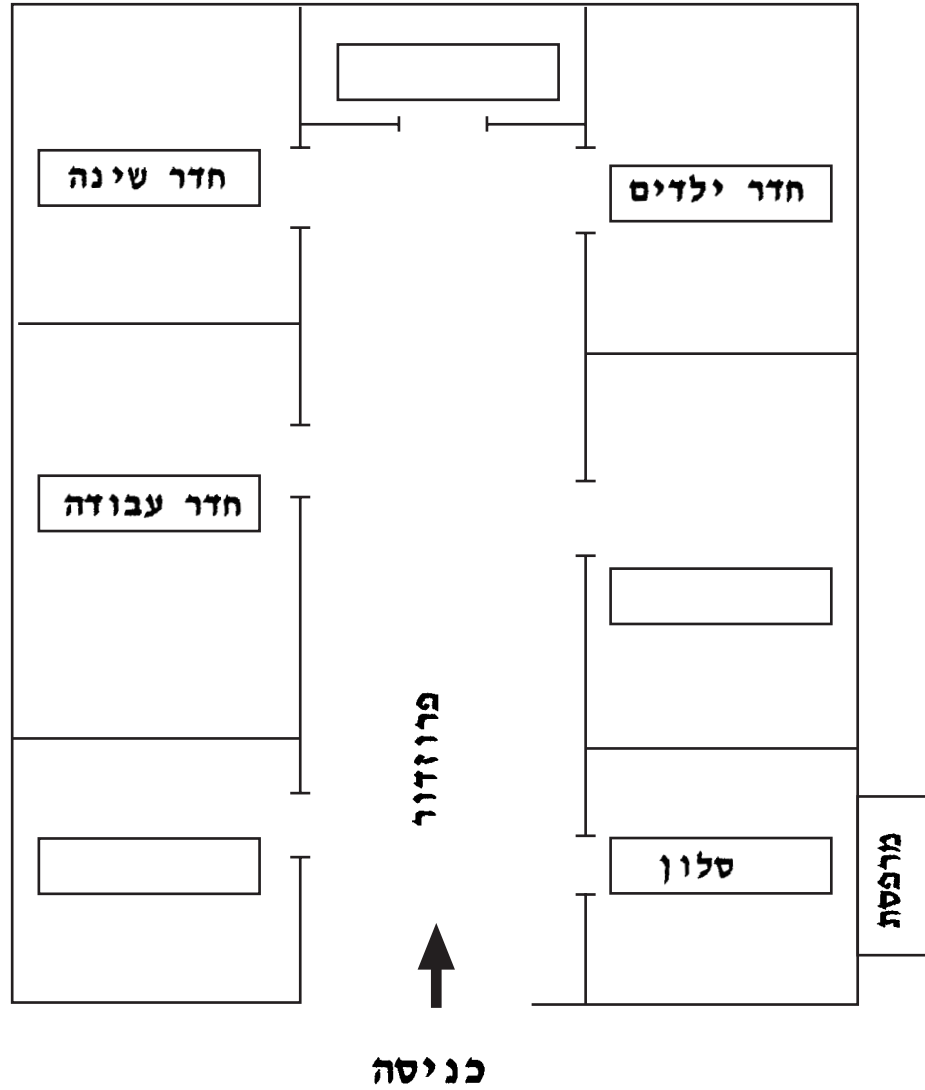 חדר שינה
חדר ילדים
חדר עבודה
פרוזדור
סלון
מרפסת
כניסה